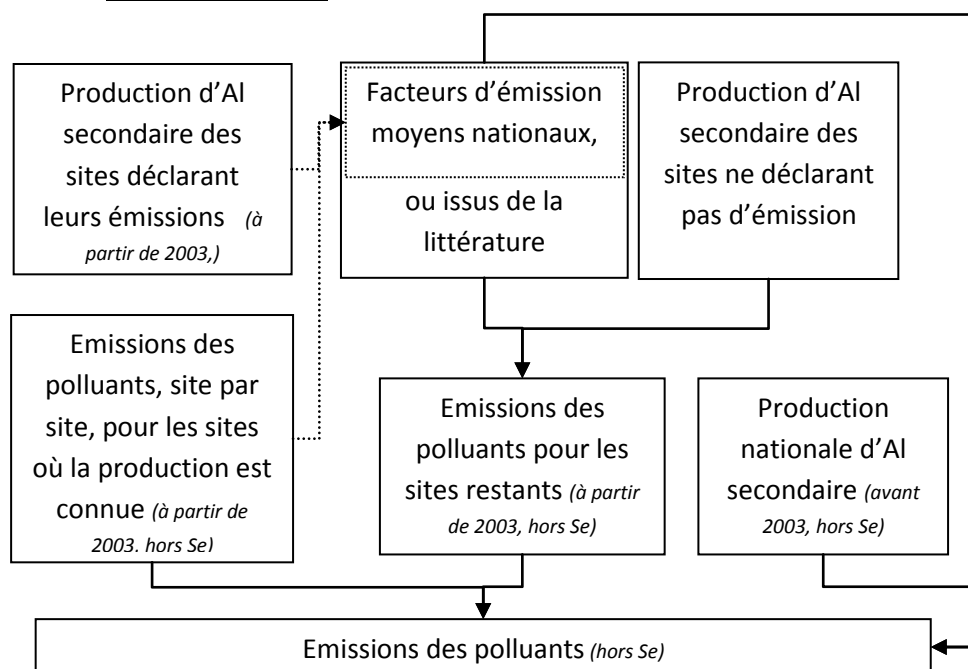 Production d'Al
secondaire des
sites déclarant
leurs émissions (à
partir de 2003,)
Facteurs d'émission
moyens nationaux,
ou issus de la
littérature
Production d'Al
secondaire des
sites ne déclarant
pas d'émission
Emissions des
polluants, site par
site, pour les sites
où la production est
connue (à partir de
2003, hors Se)
Emissions des
polluants pour les
sites restants (à partir
de 2003, hors Se)
Production
nationale d'Al
secondaire (avant
2003, hors Se)
Emissions des polluants (hors Se)